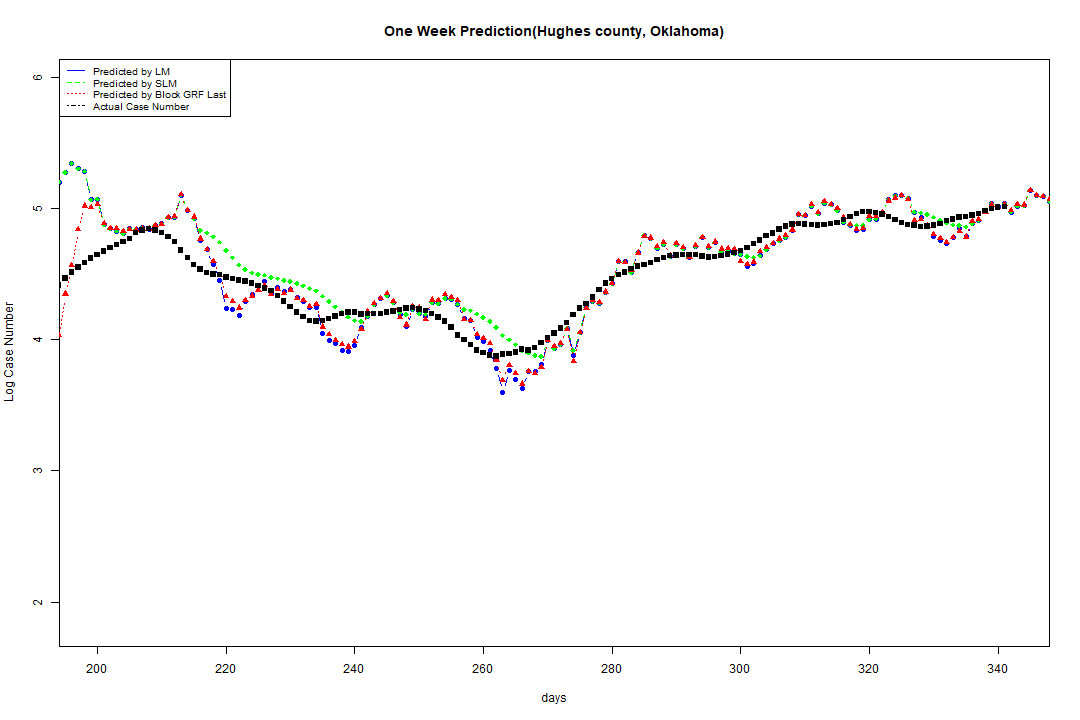 One Week Prediction(Hughes county, Oklahoma)
Predicted by LM
Predicted by SLM
Predicted by Block GRF Last
Actual Case Number
6
5
4
3
2
Log Case Number
200 220 240 260 280 300 320 340
days